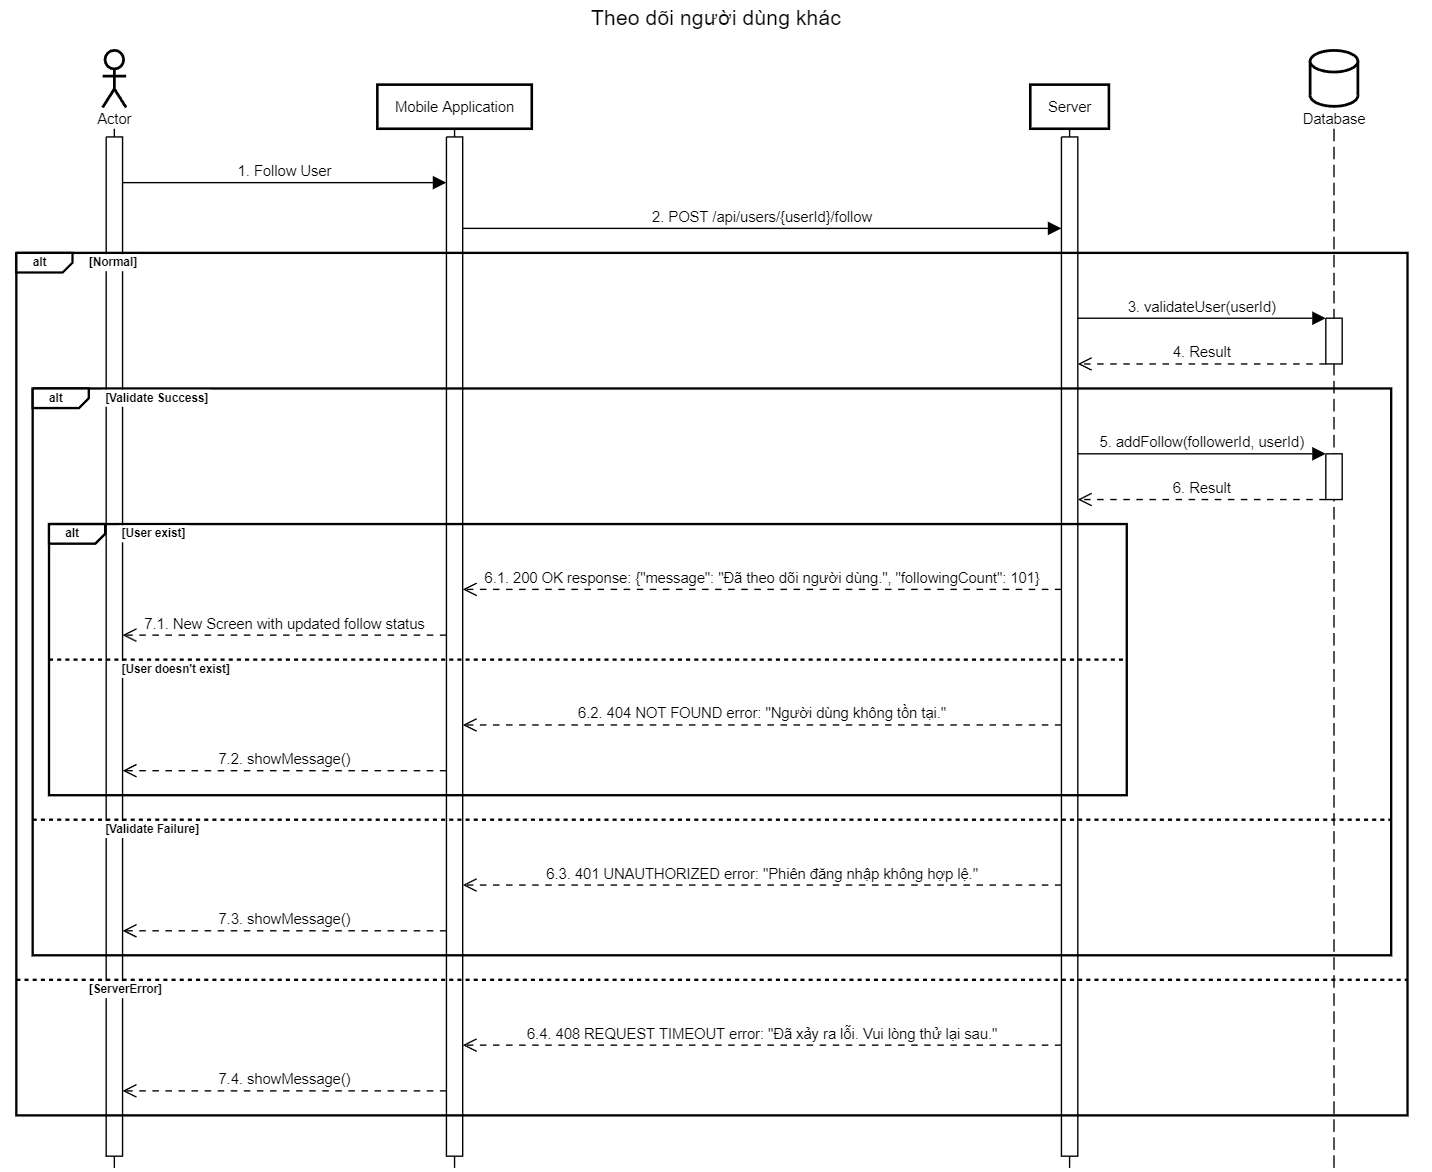 Theo dõi người dùng khác
Actor
Mobile Application
Server
Database
1. Follow User
2. POST /api/users/{userId}/follow
alt [Normal]
3. validateUser(userId)
4. Result
alt [Validate Success]
5. addFollow(followerId, userId)
6. Result
alt [User exist]
6.1. 200 OK response: {"message": "Đã theo dõi người dùng.", "followingCount": 101}
7.1. New Screen with updated follow status
[User doesn't exist]
6.2. 404 NOT FOUND error: "Người dùng không tồn tại."
7.2. showMessage()
[Validate Failure]
6.3. 401 UNAUTHORIZED error: "Phiên đăng nhập không hợp lệ."
7.3. showMessage()
[ServerError]
6.4. 408 REQUEST TIMEOUT error: "Đã xảy ra lỗi. Vui lòng thử lại sau."
7.4. showMessage()